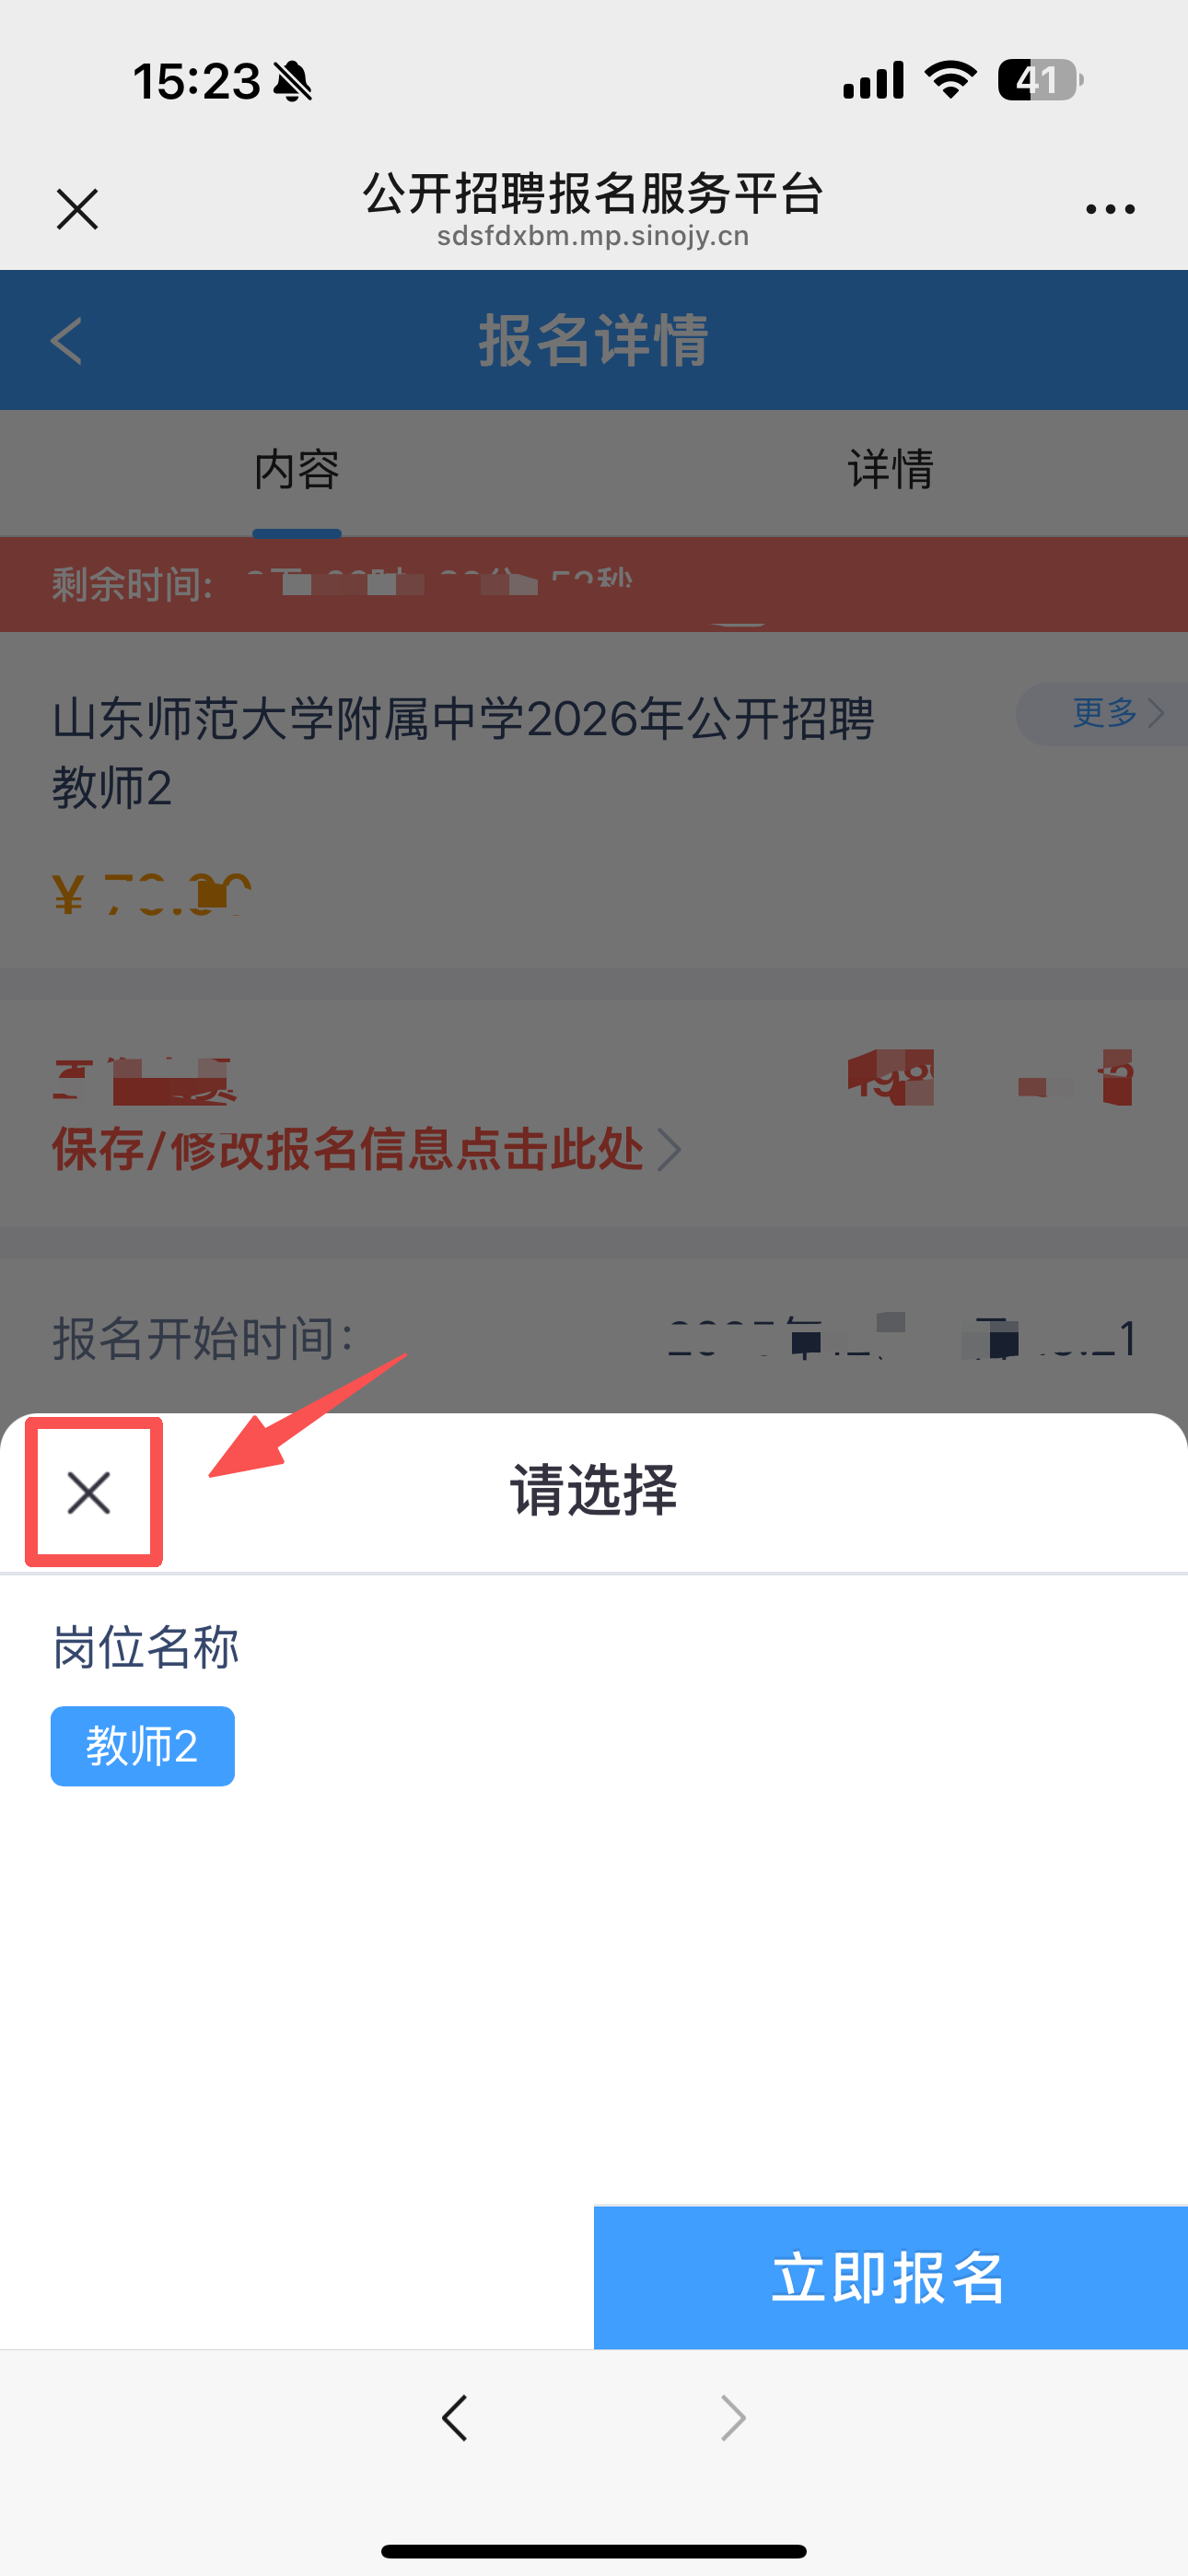 15:23
41
公开招聘报名服务平台
sdsfdxbm.mp.sinojy.cn
报名详情
内容 详情
剩余时间:
山东师范大学附属中学2026年公开招聘
更多
教师2
¥
保存/修改报名信息点击此处
报名开始时间:
请选择
岗位名称
教师2
立即报名